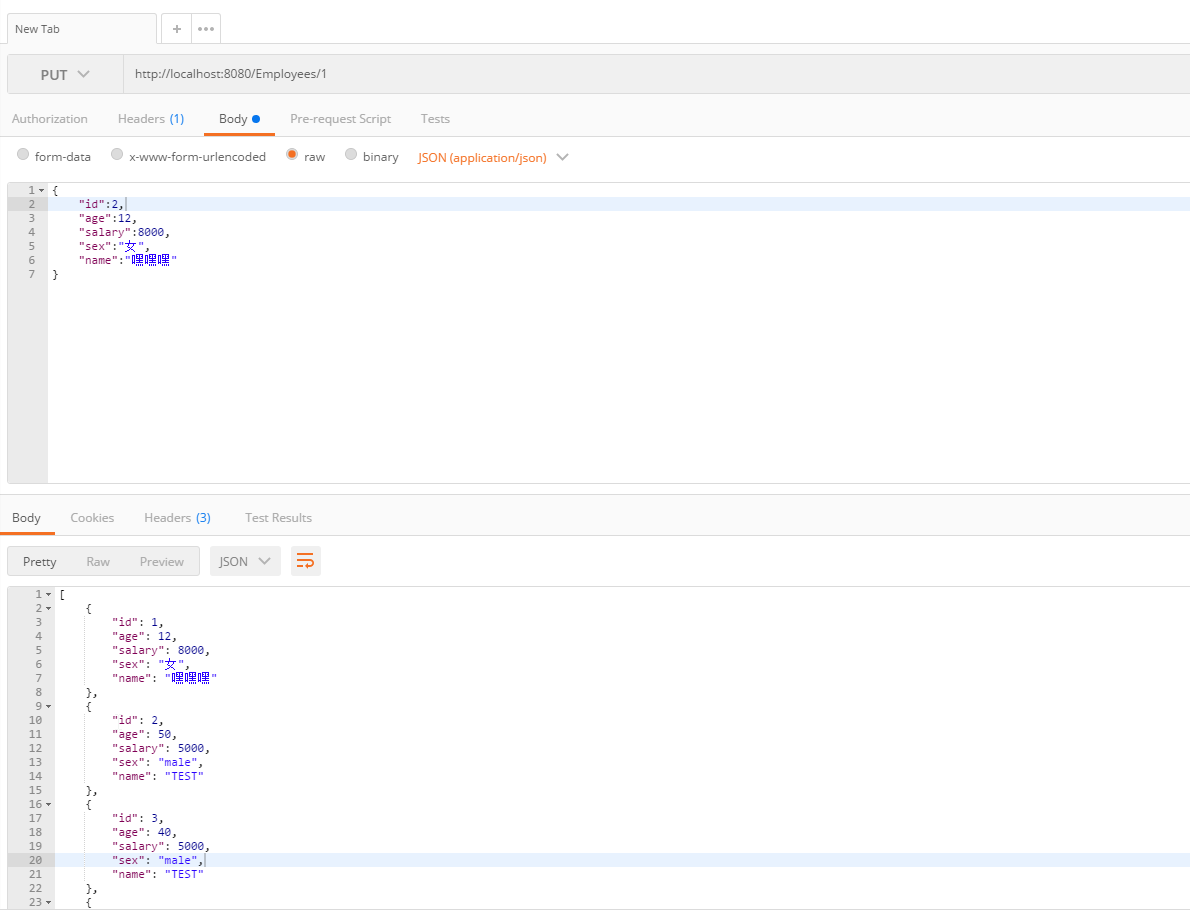 New Tab + •••
PUT http://localhost:8080/Employees/1
Authorization Headers (1) Body Pre-request Script Tests
form-data x-www-form-urlencoded raw binary JSON (application/json)
1 {
2 "id":2,
3 "age":12,
4 "salary":8000,
5 "sex":"女",
6 "name":"嘿嘿嘿"
7 }
Body Cookies Headers (3) Test Results
Pretty Raw Preview JSON
1 [
2 {
3 "id": 1,
4 "age": 12,
5 "salary": 8000,
6 "sex": "女",
7 "name": "嘿嘿嘿"
8 },
9 {
10 "id": 2,
11 "age": 50,
12 "salary": 5000,
13 "sex": "male",
14 "name": "TEST"
15 },
16 {
17 "id": 3,
18 "age": 40,
19 "salary": 5000,
20 "sex": "male",
21 "name": "TEST"
22 },
23 {